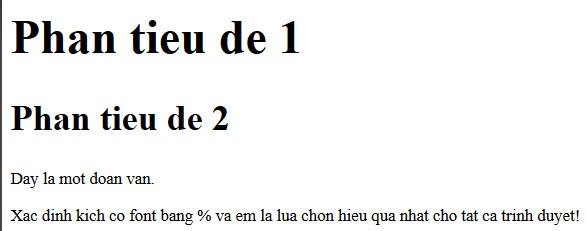 Phan tieu de 1
Phan tieu de 2
Day la mot doan van.
Xac dinh kich co font bang % va em la lua chon hieu qua nhat cho tat ca trinh duyet!